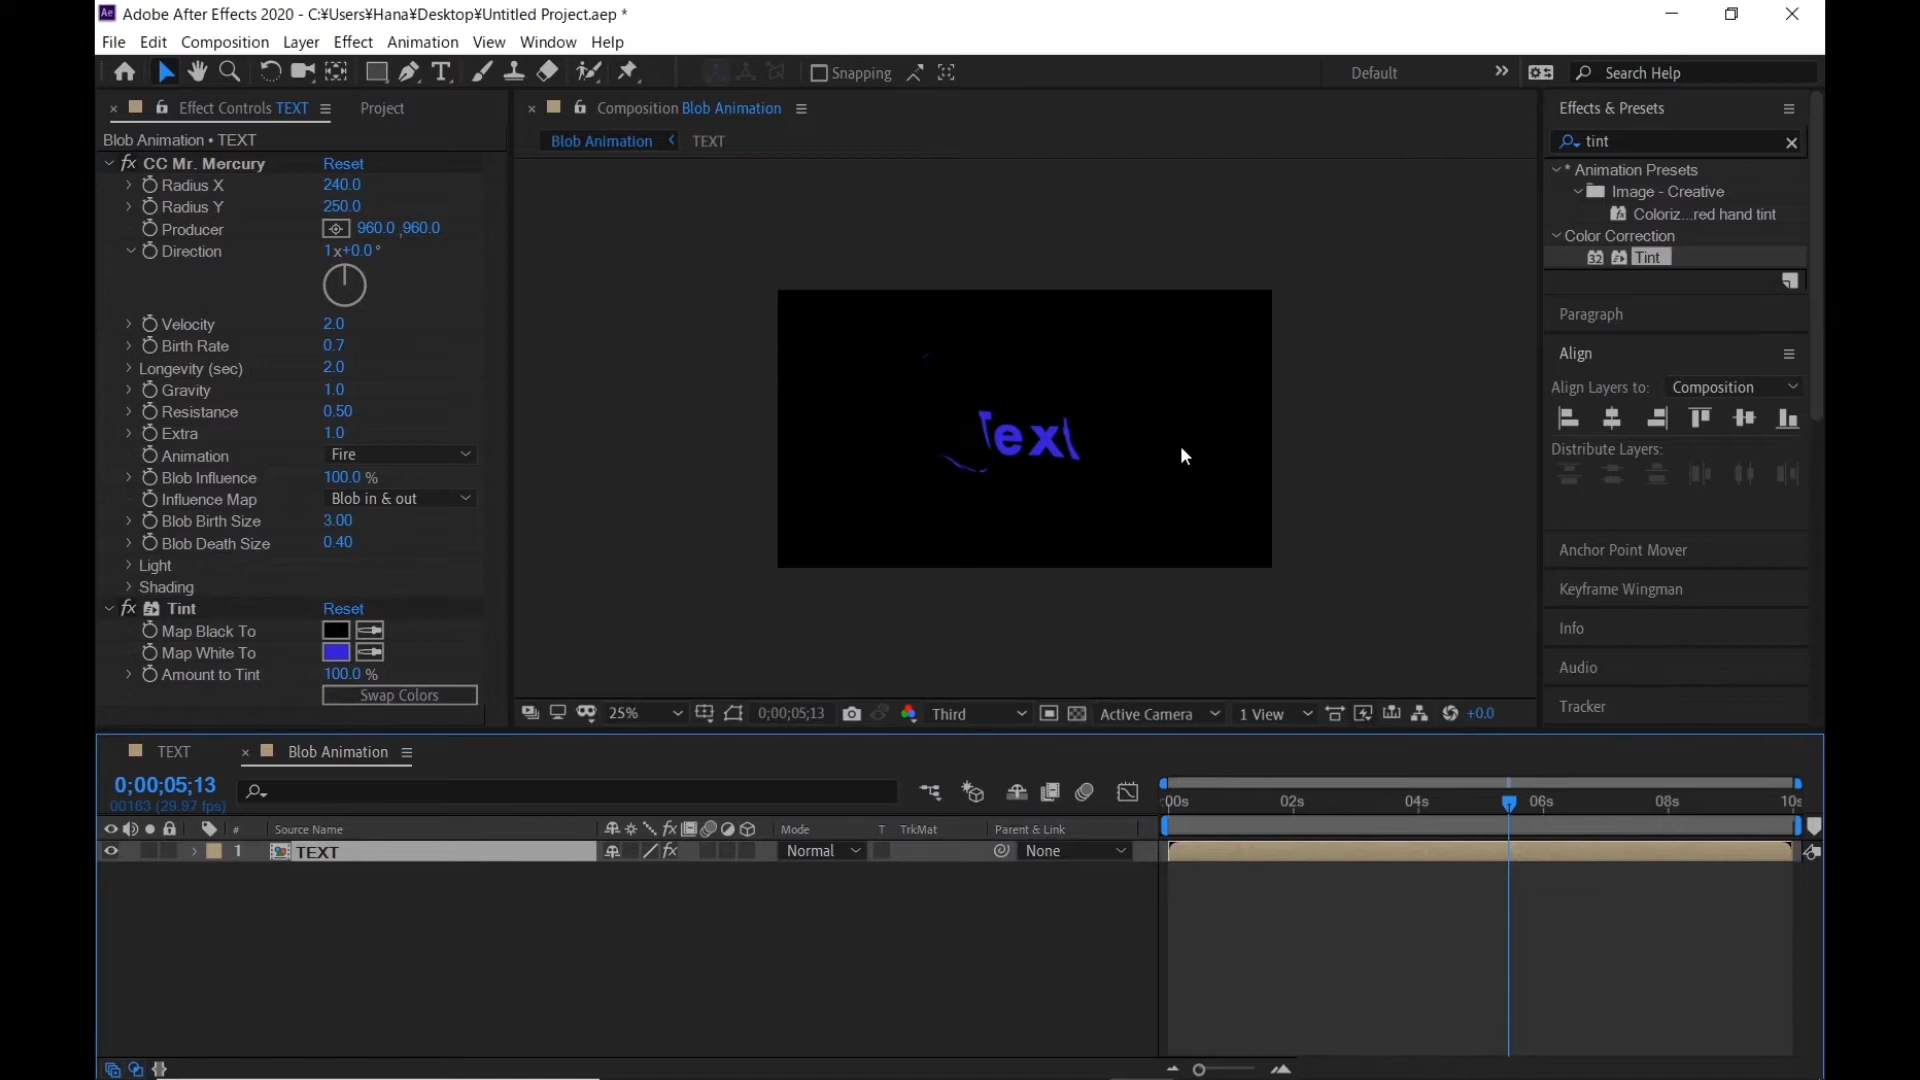 Ae Adobe After Effects 2020 - C:¥Users¥Hana¥Desktop¥Untitled Project.aep *
File Edit Composition Layer Effect Animation View Window Help
T Snapping Default » Search Help
× Effect Controls TEXT Project
Blob Animation • TEXT
fx CC Mr. Mercury Reset
Radius X 240.0
Radius Y 250.0
Producer 960.0 ,960.0
Direction 1x+0.0 °
Velocity 2.0
Birth Rate 0.7
Longevity (sec) 2.0
Gravity 1.0
Resistance 0.50
Extra 1.0
Animation Fire
Blob Influence 100.0 %
Influence Map Blob in & out
Blob Birth Size 3.00
Blob Death Size 0.40
Light
Shading
fx Tint Reset
Map Black To
Map White To
Amount to Tint 100.0 %
Swap Colors
× Composition Blob Animation
Blob Animation < TEXT
Text
25% 0;00;05;13 Third Active Camera 1 View +0.0
Effects & Presets
tint
* Animation Presets
Image - Creative
Coloriz...red hand tint
Color Correction
32 Tint
Paragraph
Align
Align Layers to: Composition
Distribute Layers:
Anchor Point Mover
Keyframe Wingman
Info
Audio
Tracker
TEXT × Blob Animation
0;00;05;13
00163 (29.97 fps)
:00s 02s 04s 06s 08s 10s
# Source Name fx Mode T TrkMat Parent & Link
1 TEXT fx Normal None